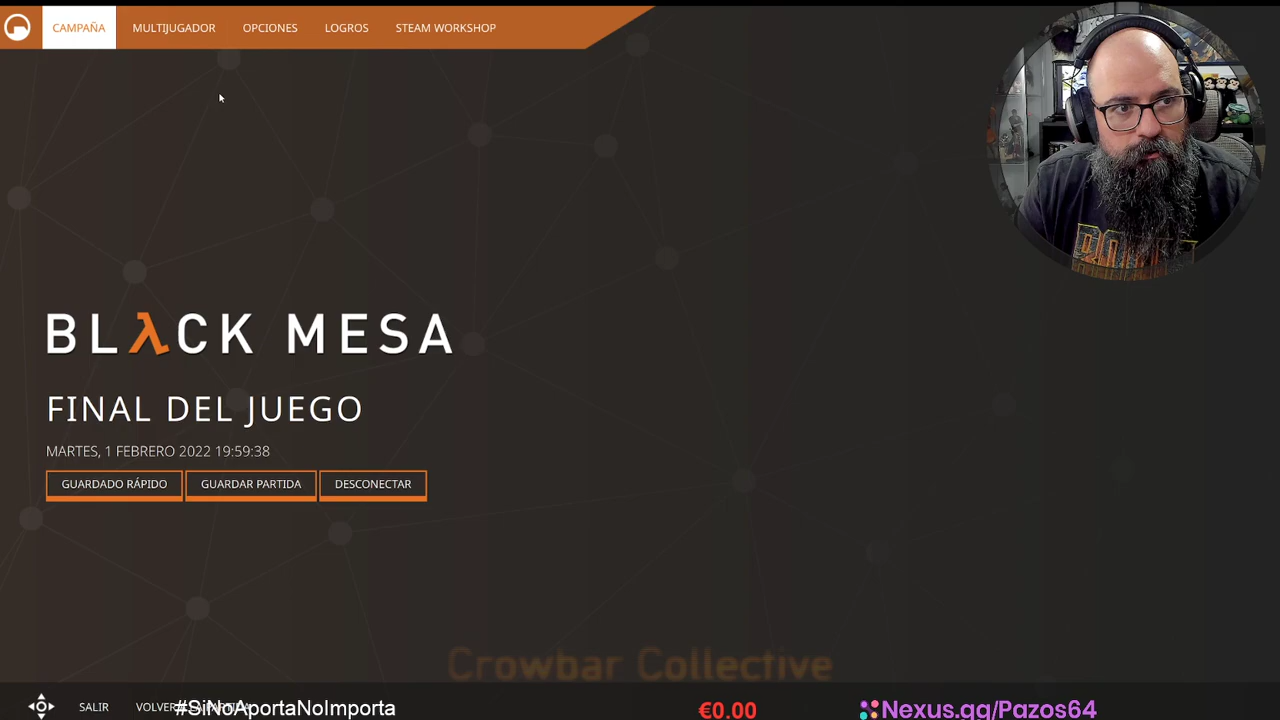 CAMPAÑA MULTIJUGADOR OPCIONES LOGROS STEAM WORKSHOP
BLλCK MESA
FINAL DEL JUEGO
MARTES, 1 FEBRERO 2022 19:59:38
GUARDADO RÁPIDO GUARDAR PARTIDA DESCONECTAR
Crowbar Collective
SALIR #SiNoAportaNoImporta €0.00 Nexus.gg/Pazos64